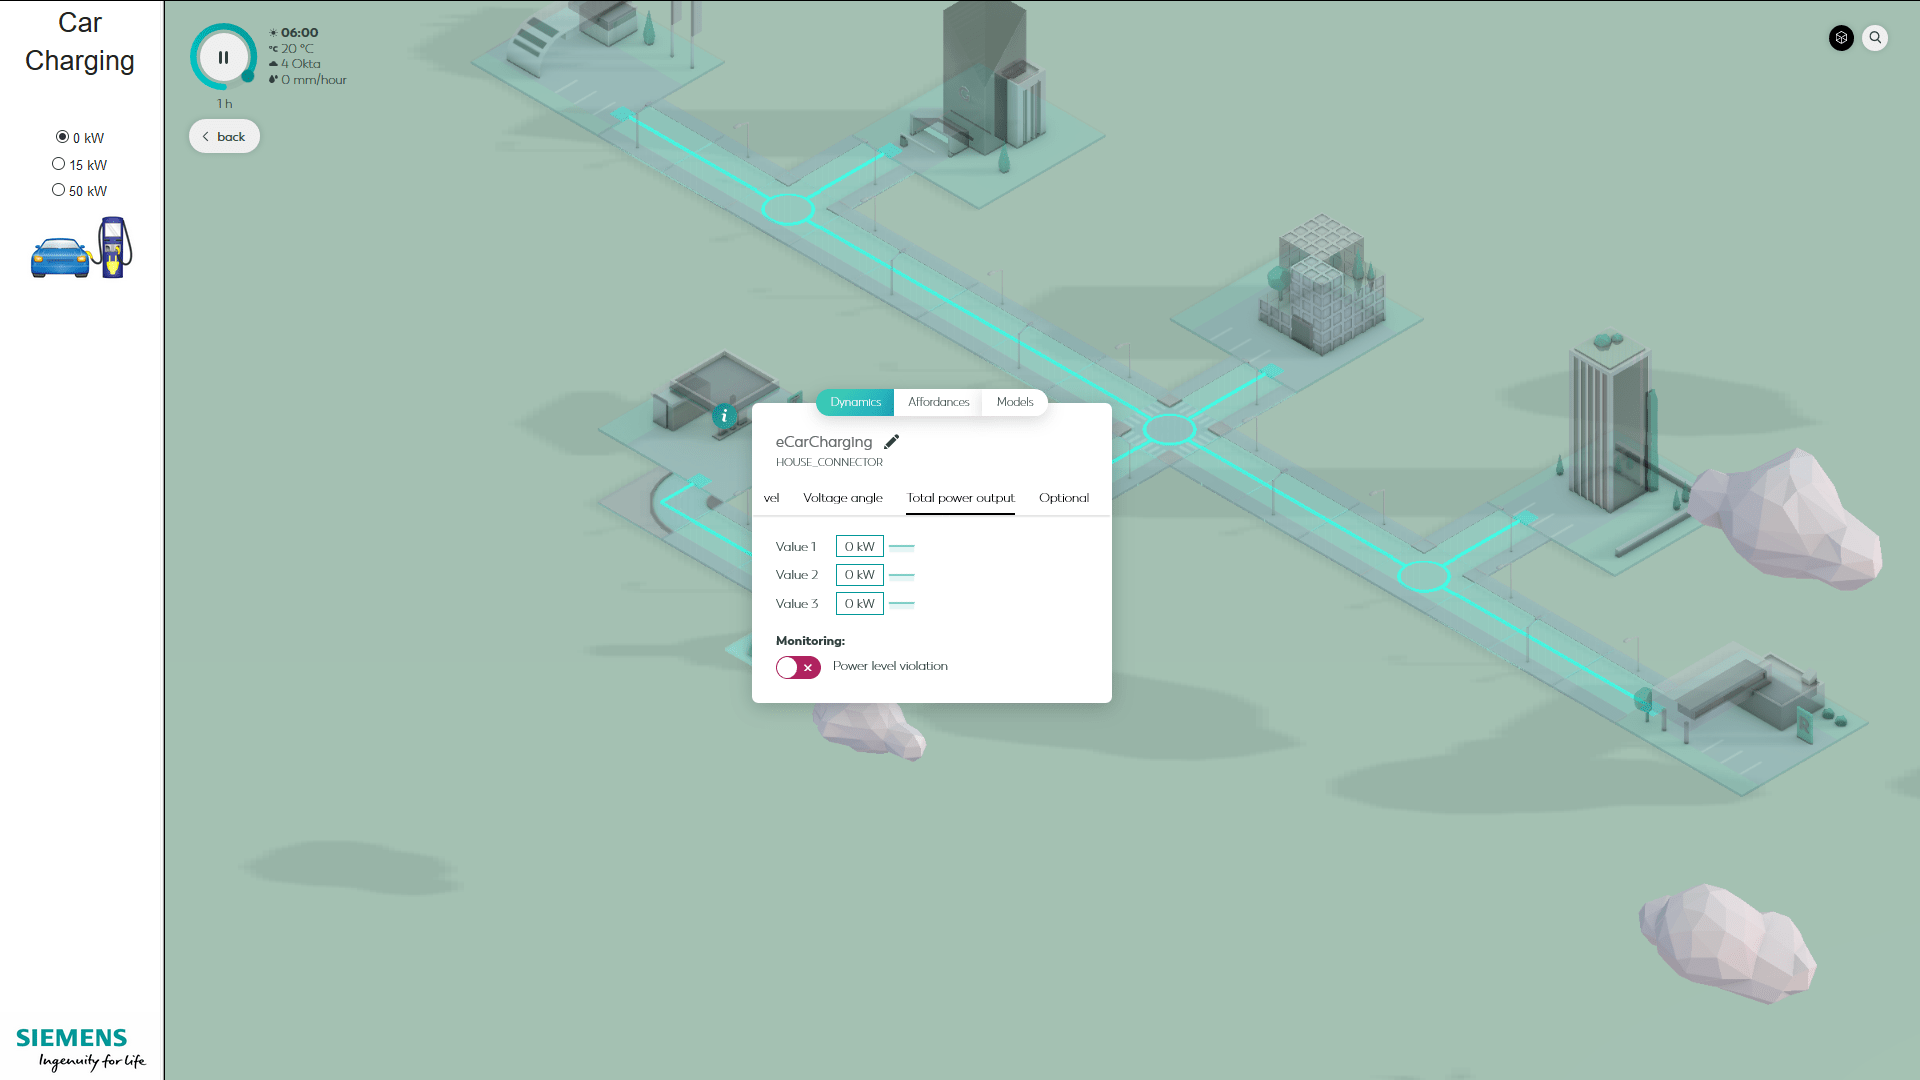 Car
Charging
0 kW
15 kW
50 kW
SIEMENS
Ingenuity for life
06:00
°C 20 °C
4 Okta
0 mm/hour
1 h
back
Dynamics
Affordances
Models
eCarCharging
HOUSE_CONNECTOR
vel
Voltage angle
Total power output
Optional
Value 1
0 kW
Value 2
0 kW
Value 3
0 kW
Monitoring:
Power level violation